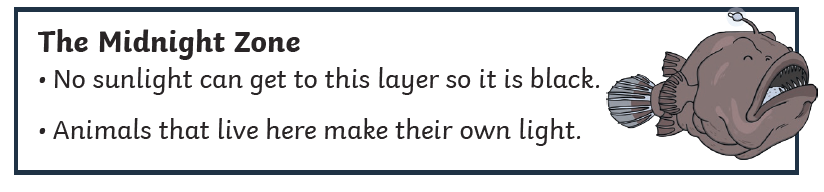 The Midnight Zone
• No sunlight can get to this layer so it is black.
• Animals that live here make their own light.